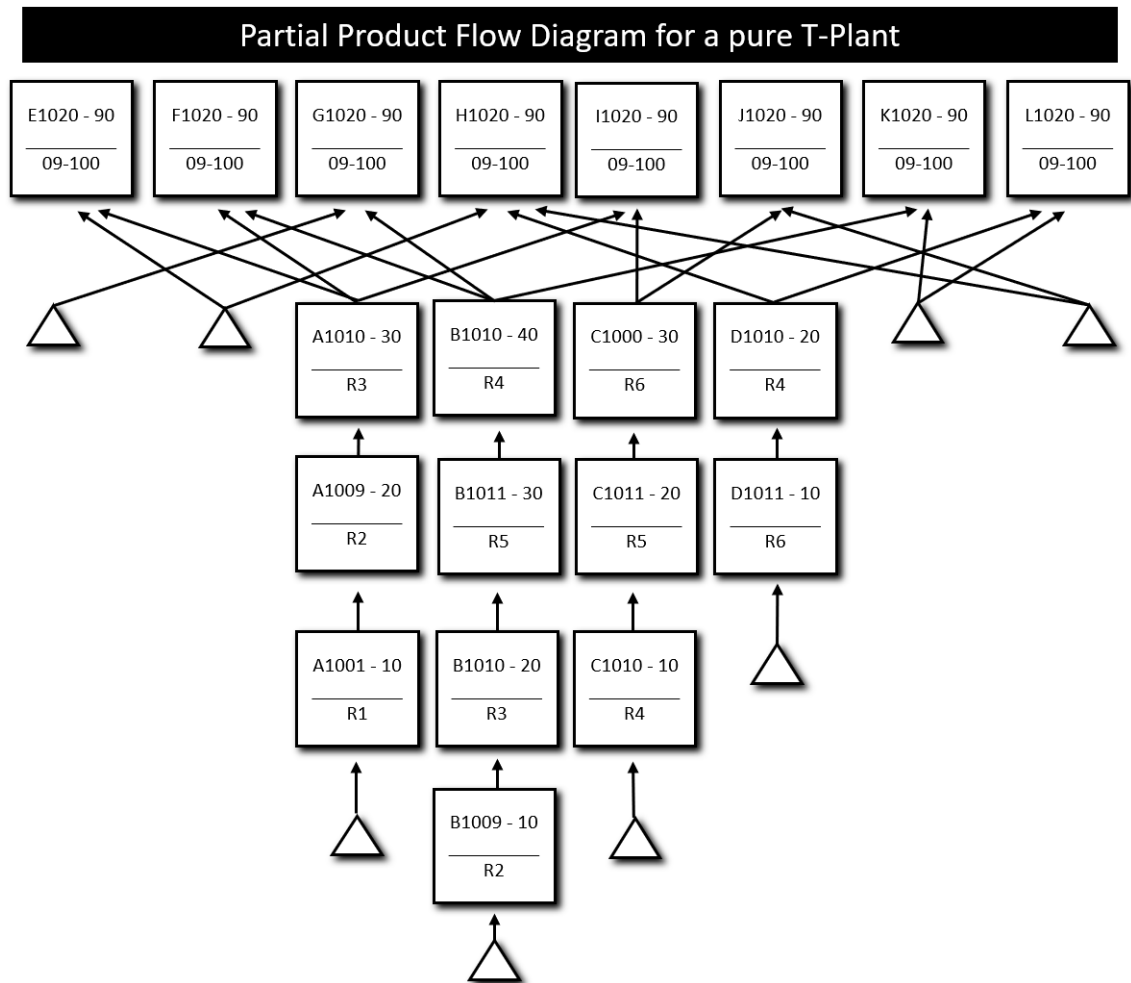 Partial Product Flow Diagram for a pure T-Plant
E1020 - 90
09-100
F1020 - 90
09-100
G1020 - 90
09-100
H1020 - 90
09-100
I1020 - 90
09-100
J1020 - 90
09-100
K1020 - 90
09-100
L1020 - 90
09-100
A1010 - 30
R3
B1010 - 40
R4
C1000 - 30
R6
D1010 - 20
R4
A1009 - 20
R2
B1011 - 30
R5
C1011 - 20
R5
D1011 - 10
R6
A1001 - 10
R1
B1010 - 20
R3
C1010 - 10
R4
B1009 - 10
R2